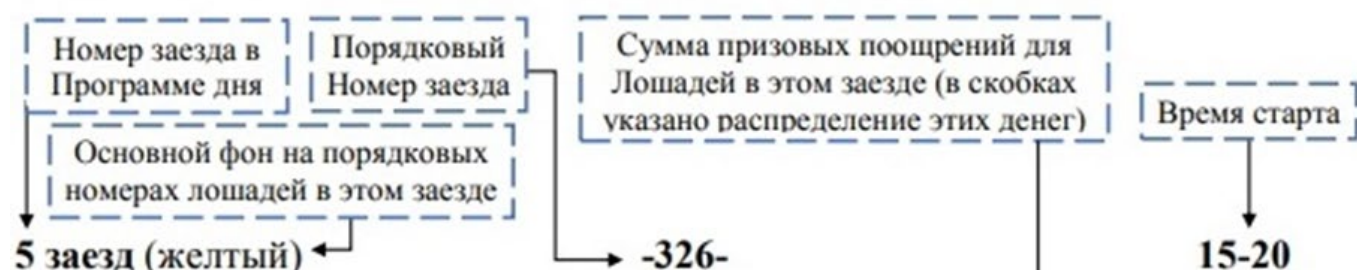 Номер заезда в
Программе дня
Порядковый
Номер заезда
Сумма призовых поощрений для
Лошадей в этом заезде (в скобках
указано распределение этих денег)
Время старта
Основной фон на порядковых
номерах лошадей в этом заезде
5 заезд (желтый)
-326-
15-20